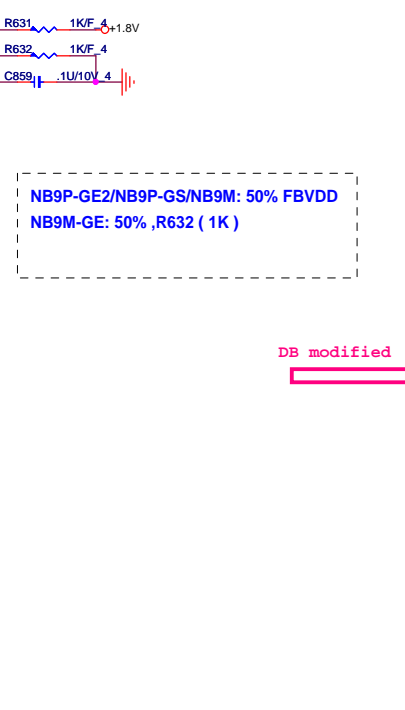 R631 1K/F_4 +1.8V
R632 1K/F_4
C859 .1U/10V_4
NB9P-GE2/NB9P-GS/NB9M: 50% FBVDD
NB9M-GE: 50% ,R632 ( 1K )
DB modified